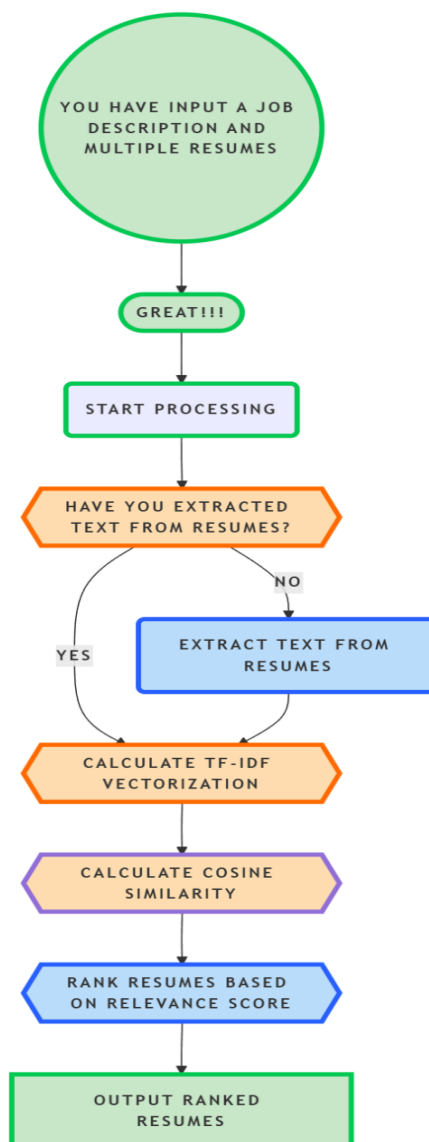 YOU HAVE INPUT A JOB
DESCRIPTION AND
MULTIPLE RESUMES
GREAT!!!
START PROCESSING
HAVE YOU EXTRACTED
TEXT FROM RESUMES?
NO
EXTRACT TEXT FROM
RESUMES
YES
CALCULATE TF-IDF
VECTORIZATION
CALCULATE COSINE
SIMILARITY
RANK RESUMES BASED
ON RELEVANCE SCORE
OUTPUT RANKED
RESUMES